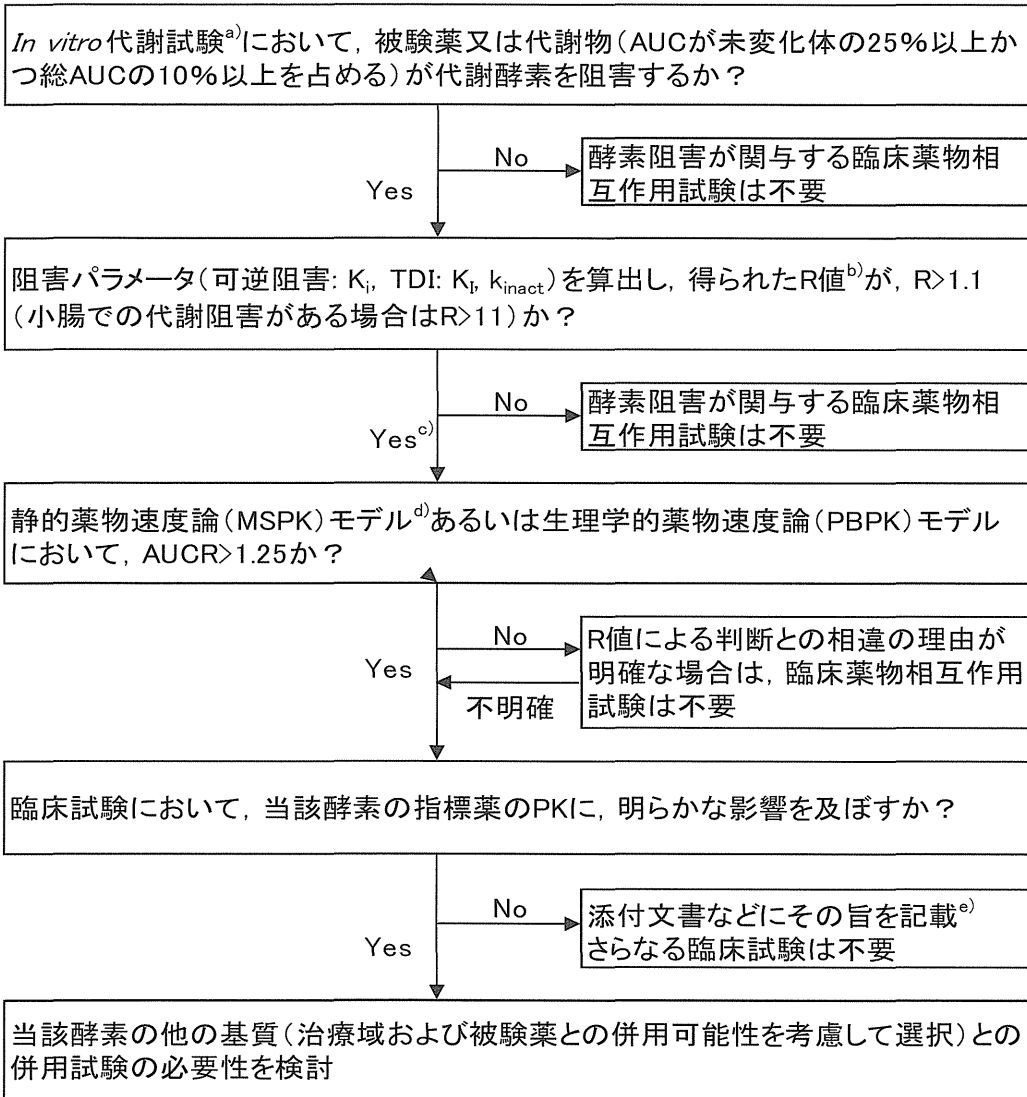 In vitro代謝試験a)において，被験薬又は代謝物（AUCが未変化体の25％以上か
つ総AUCの10％以上を占める）が代謝酵素を阻害するか？
No
Yes
酵素阻害が関与する臨床薬物相
互作用試験は不要
阻害パラメータ（可逆阻害: Ki, TDI: KI, kinact）を算出し，得られたR値b)が，R>1.1
（小腸での代謝阻害がある場合はR>11）か？
No
Yesc)
酵素阻害が関与する臨床薬物相
互作用試験は不要
静的薬物速度論（MSPK）モデルd)あるいは生理学的薬物速度論（PBPK）モデル
において，AUCR>1.25か？
No
Yes
不明確
R値による判断との相違の理由が
明確な場合は，臨床薬物相互作用
試験は不要
臨床試験において，当該酵素の指標薬のPKに，明らかな影響を及ぼすか？
No
Yes
添付文書などにその旨を記載e)
さらなる臨床試験は不要
当該酵素の他の基質（治療域および被験薬との併用可能性を考慮して選択）との
併用試験の必要性を検討